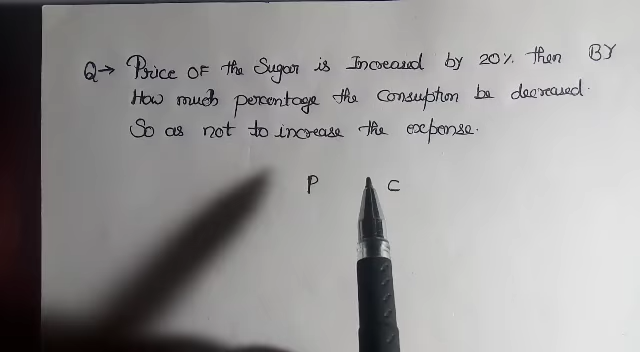 Q→ Price OF the Sugar is Increased by 20% then BY
How much percentage the Consuption be decreased.
So as not to increase the expense.
P C